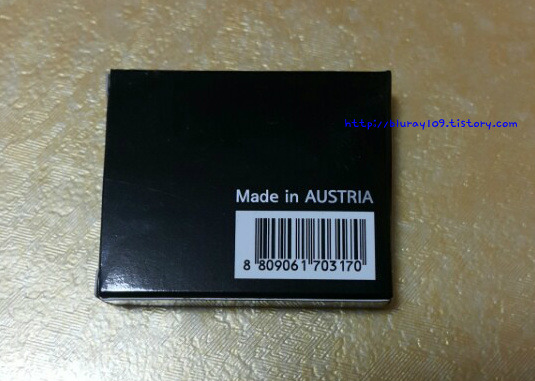 http://bluray109.tistory.com
Made in AUSTRIA
8 809061 703170